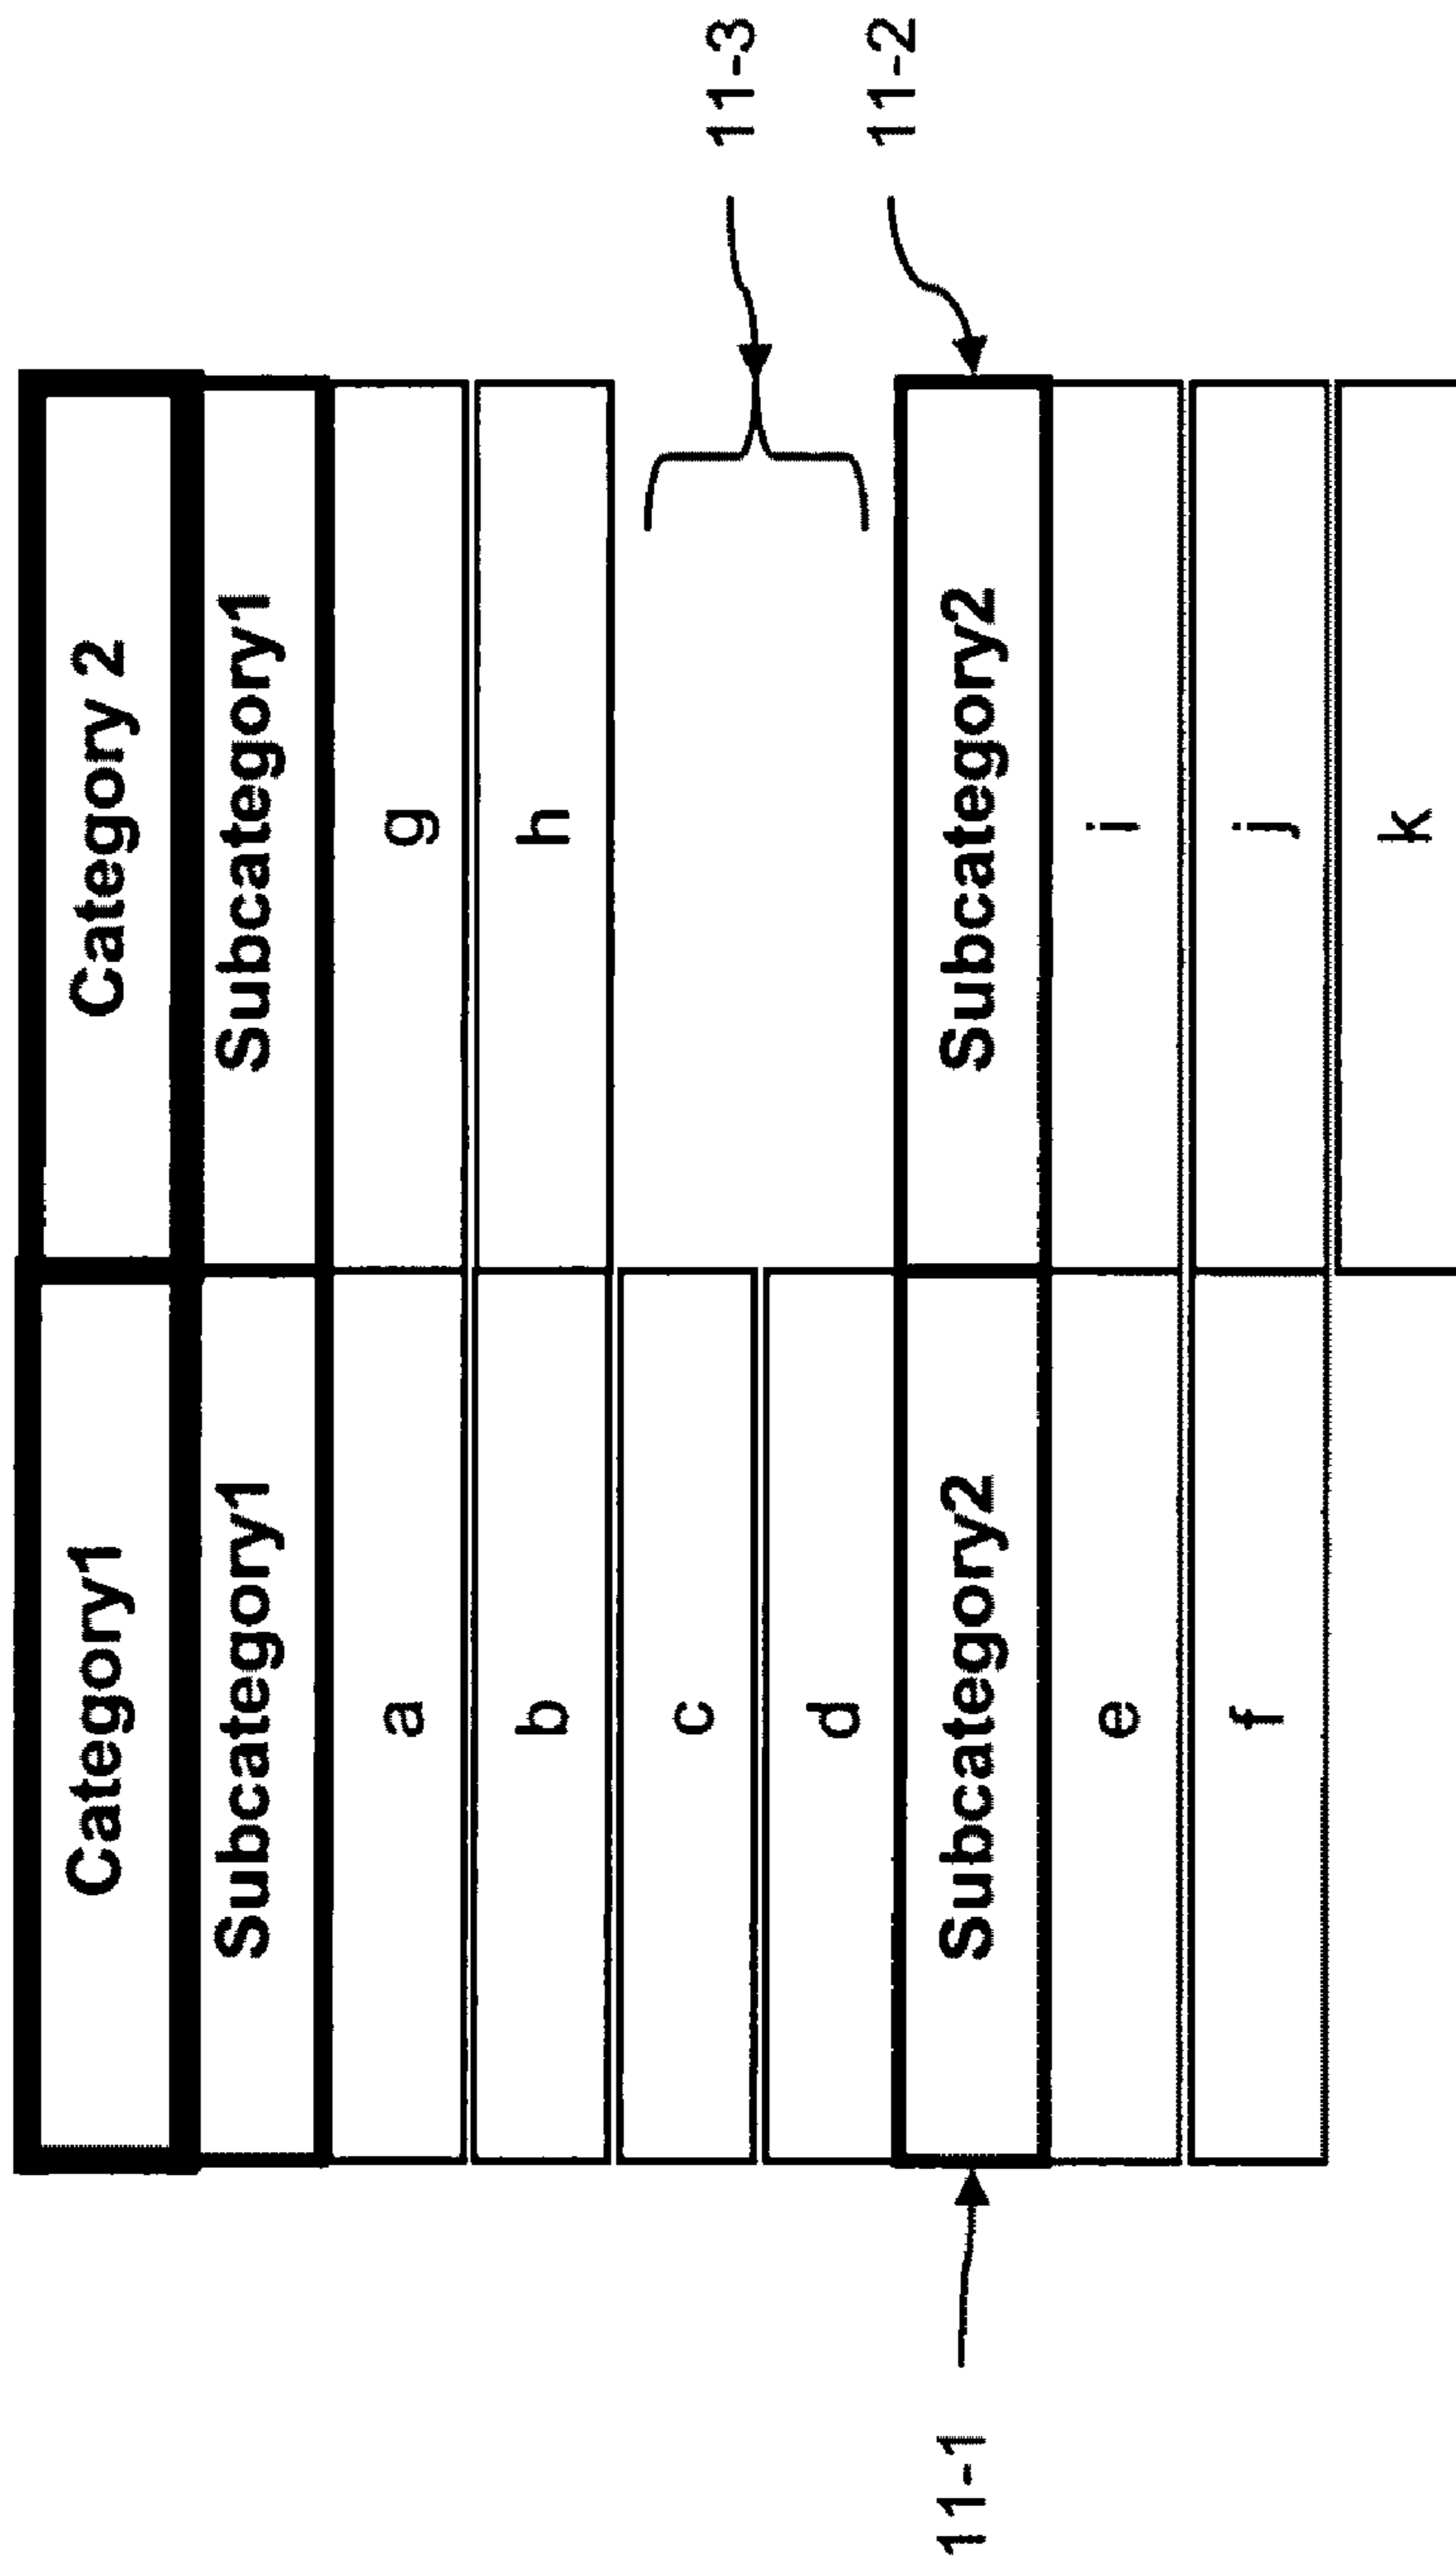 Category1 Category 2
Subcategory1 Subcategory1
a g
b h
c
d
11-3
11-1 Subcategory2 Subcategory2 11-2
e i
f j
k